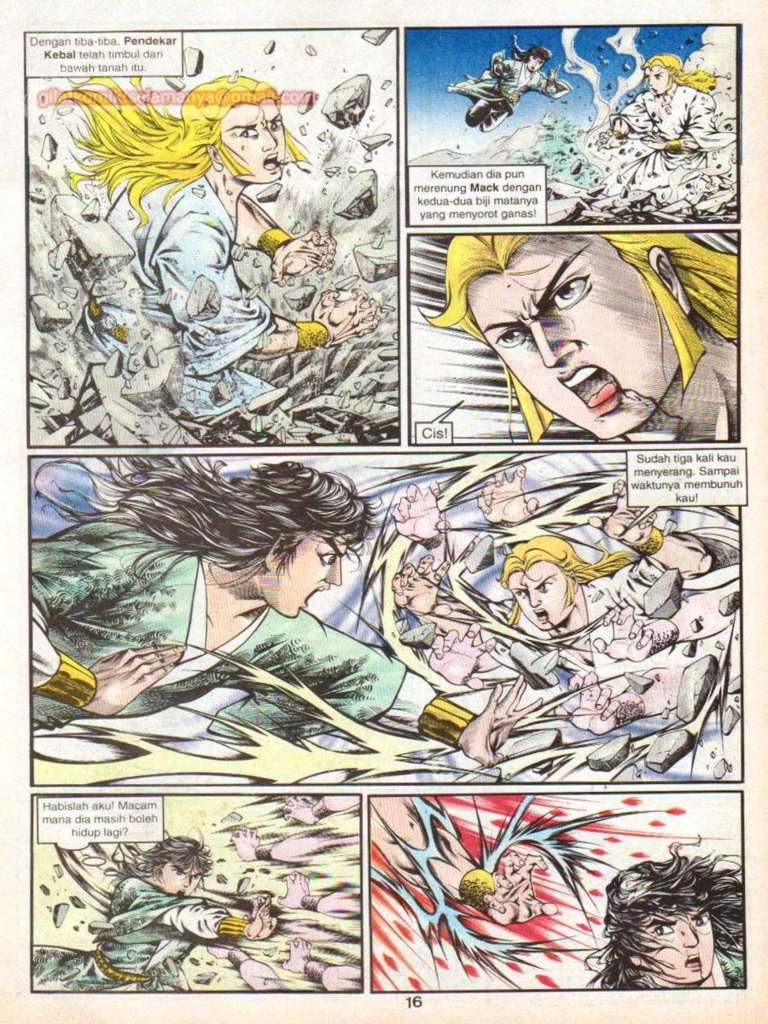 Dengan tiba-tiba. Pendekar
Kebal telah timbul dari
bawah tanah itu.
Kemudian dia pun
merenung Mack dengan
kedua-dua biji matanya
yang menyorot ganas!
Cis!
Sudah tiga kali kau
menyerang. Sampai
waktunya membunuh
kau!
Habislah aku! Macam
mana dia masih boleh
hidup lagi?
16